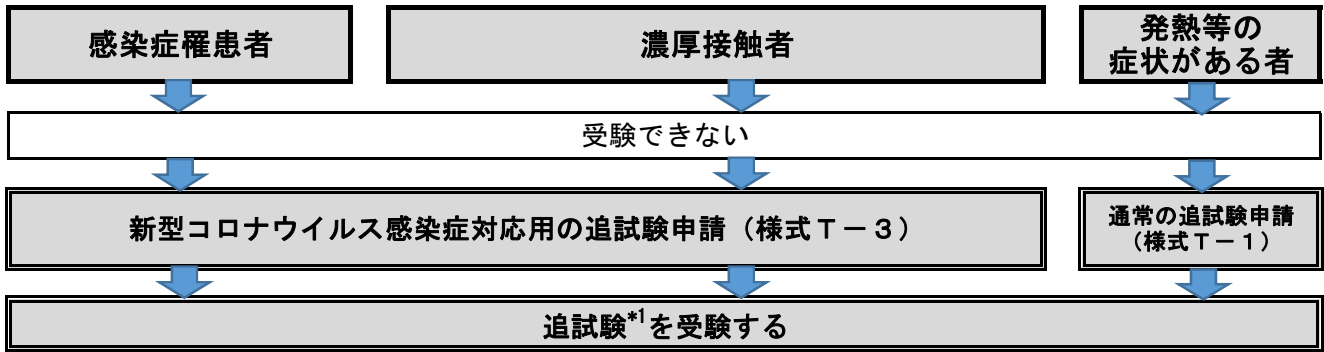 感染症罹患者
濃厚接触者
発熱等の
症状がある者
受験できない
新型コロナウイルス感染症対応用の追試験申請（様式Ｔ－３）
通常の追試験申請
（様式Ｔ－１）
追試験*1を受験する